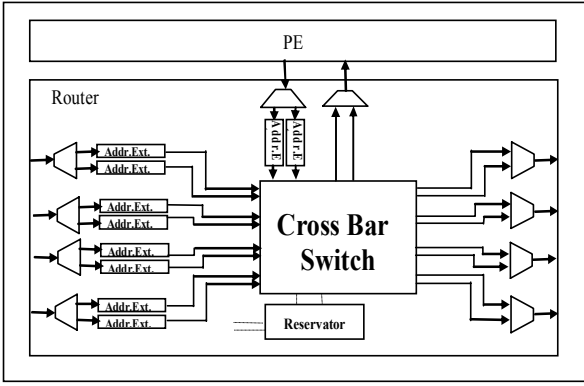 PE
Router
Addr.E
Addr.E
Addr.Ext.
Addr.Ext.
Addr.Ext.
Addr.Ext.
Addr.Ext.
Addr.Ext.
Addr.Ext.
Addr.Ext.
Cross Bar
Switch
Reservator